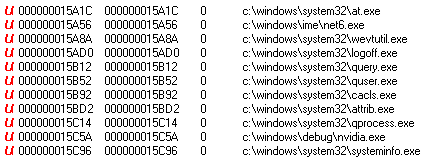 u 000000015A1C 000000015A1C 0 c:\windows\system32\at.exe
u 000000015A56 000000015A56 0 c:\windows\ime\net6.exe
u 000000015A8A 000000015A8A 0 c:\windows\system32\wevtutil.exe
u 000000015AD0 000000015AD0 0 c:\windows\system32\logoff.exe
u 000000015B12 000000015B12 0 c:\windows\system32\query.exe
u 000000015B52 000000015B52 0 c:\windows\system32\quser.exe
u 000000015B92 000000015B92 0 c:\windows\system32\cacls.exe
u 000000015BD2 000000015BD2 0 c:\windows\system32\attrib.exe
u 000000015C14 000000015C14 0 c:\windows\system32\qprocess.exe
u 000000015C5A 000000015C5A 0 c:\windows\debug\nvidia.exe
u 000000015C96 000000015C96 0 c:\windows\system32\systeminfo.exe